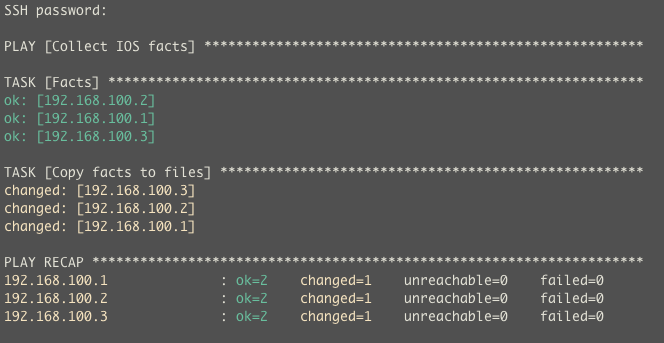 SSH password:
PLAY [Collect IOS facts] *******************************************************
TASK [Facts] *******************************************************************
ok: [192.168.100.2]
ok: [192.168.100.1]
ok: [192.168.100.3]
TASK [Copy facts to files] *****************************************************
changed: [192.168.100.3]
changed: [192.168.100.2]
changed: [192.168.100.1]
PLAY RECAP *********************************************************************
192.168.100.1              : ok=2    changed=1    unreachable=0    failed=0
192.168.100.2              : ok=2    changed=1    unreachable=0    failed=0
192.168.100.3              : ok=2    changed=1    unreachable=0    failed=0